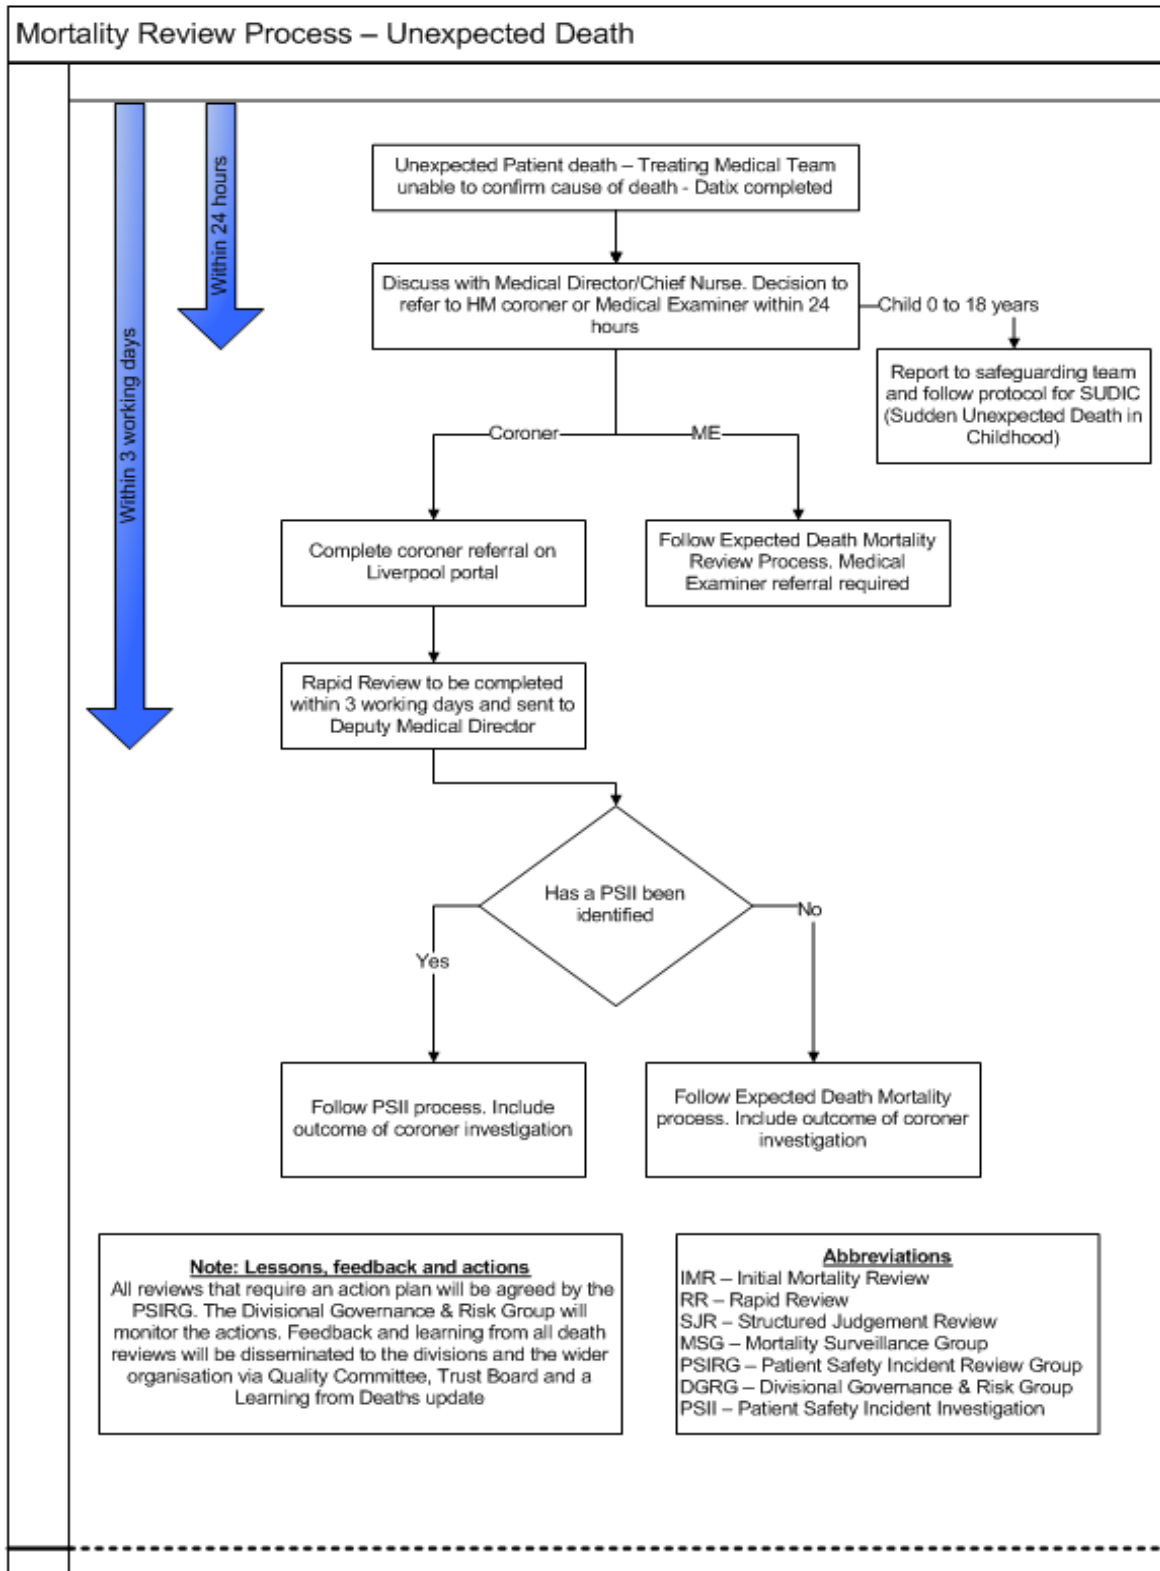 Mortality Review Process – Unexpected Death
Within 24 hours
Within 3 working days
Unexpected Patient death – Treating Medical Team
unable to confirm cause of death - Datix completed
Discuss with Medical Director/Chief Nurse. Decision to
refer to HM coroner or Medical Examiner within 24
hours
Child 0 to 18 years
Report to safeguarding team
and follow protocol for SUDIC
(Sudden Unexpected Death in
Childhood)
Coroner
ME
Complete coroner referral on
Liverpool portal
Follow Expected Death Mortality
Review Process. Medical
Examiner referral required
Rapid Review to be completed
within 3 working days and sent to
Deputy Medical Director
Has a PSII been
identified
Yes
No
Follow PSII process. Include
outcome of coroner investigation
Follow Expected Death Mortality
process. Include outcome of coroner
investigation
Note: Lessons, feedback and actions
All reviews that require an action plan will be agreed by the
PSIRG. The Divisional Governance & Risk Group will
monitor the actions. Feedback and learning from all death
reviews will be disseminated to the divisions and the wider
organisation via Quality Committee, Trust Board and a
Learning from Deaths update
Abbreviations
IMR – Initial Mortality Review
RR – Rapid Review
SJR – Structured Judgement Review
MSG – Mortality Surveillance Group
PSIRG – Patient Safety Incident Review Group
DGRG – Divisional Governance & Risk Group
PSII – Patient Safety Incident Investigation